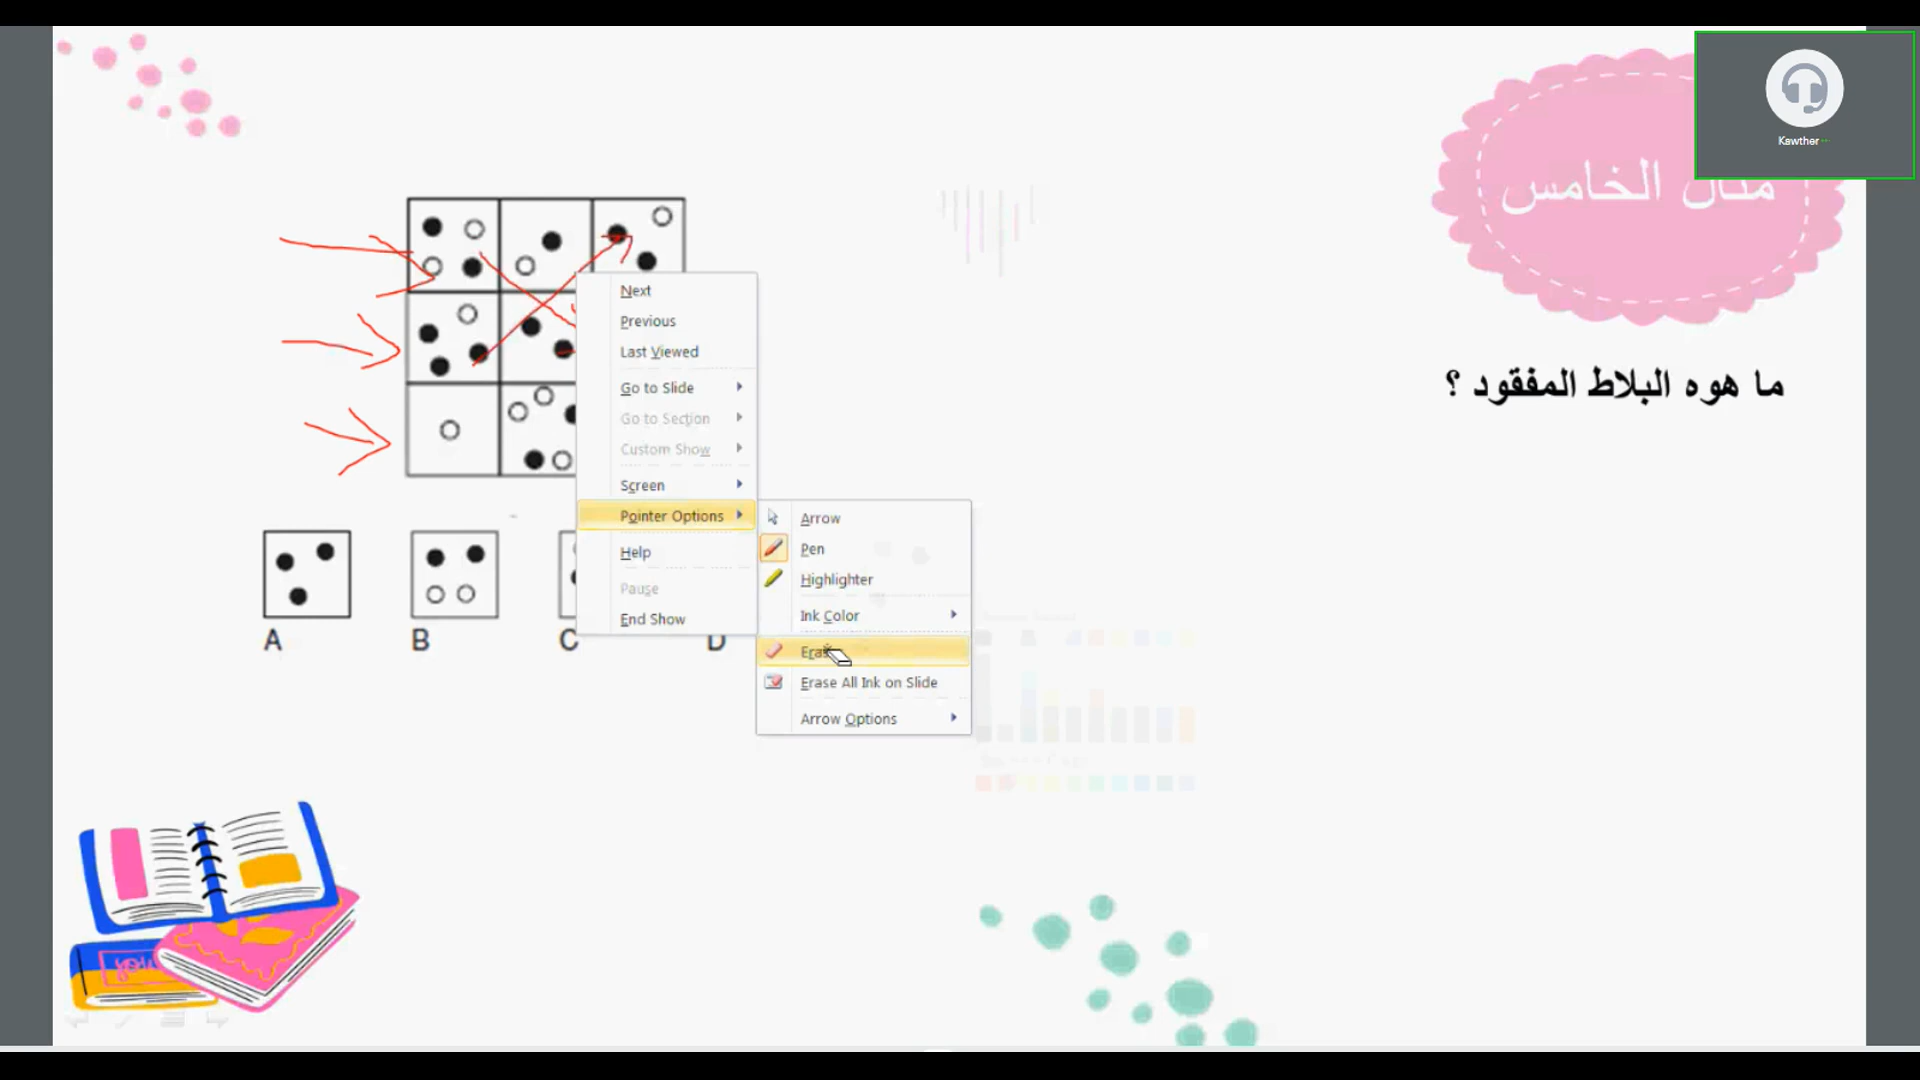 Kawther
مثال الخامس
ما هوه البلاط المفقود ؟
Next
Previous
Last Viewed
Go to Slide
Go to Section
Custom Show
Screen
Pointer Options
Help
Pause
End Show
Arrow
Pen
Highlighter
Ink Color
Erase All Ink on Slide
Arrow Options
A
B
C
D